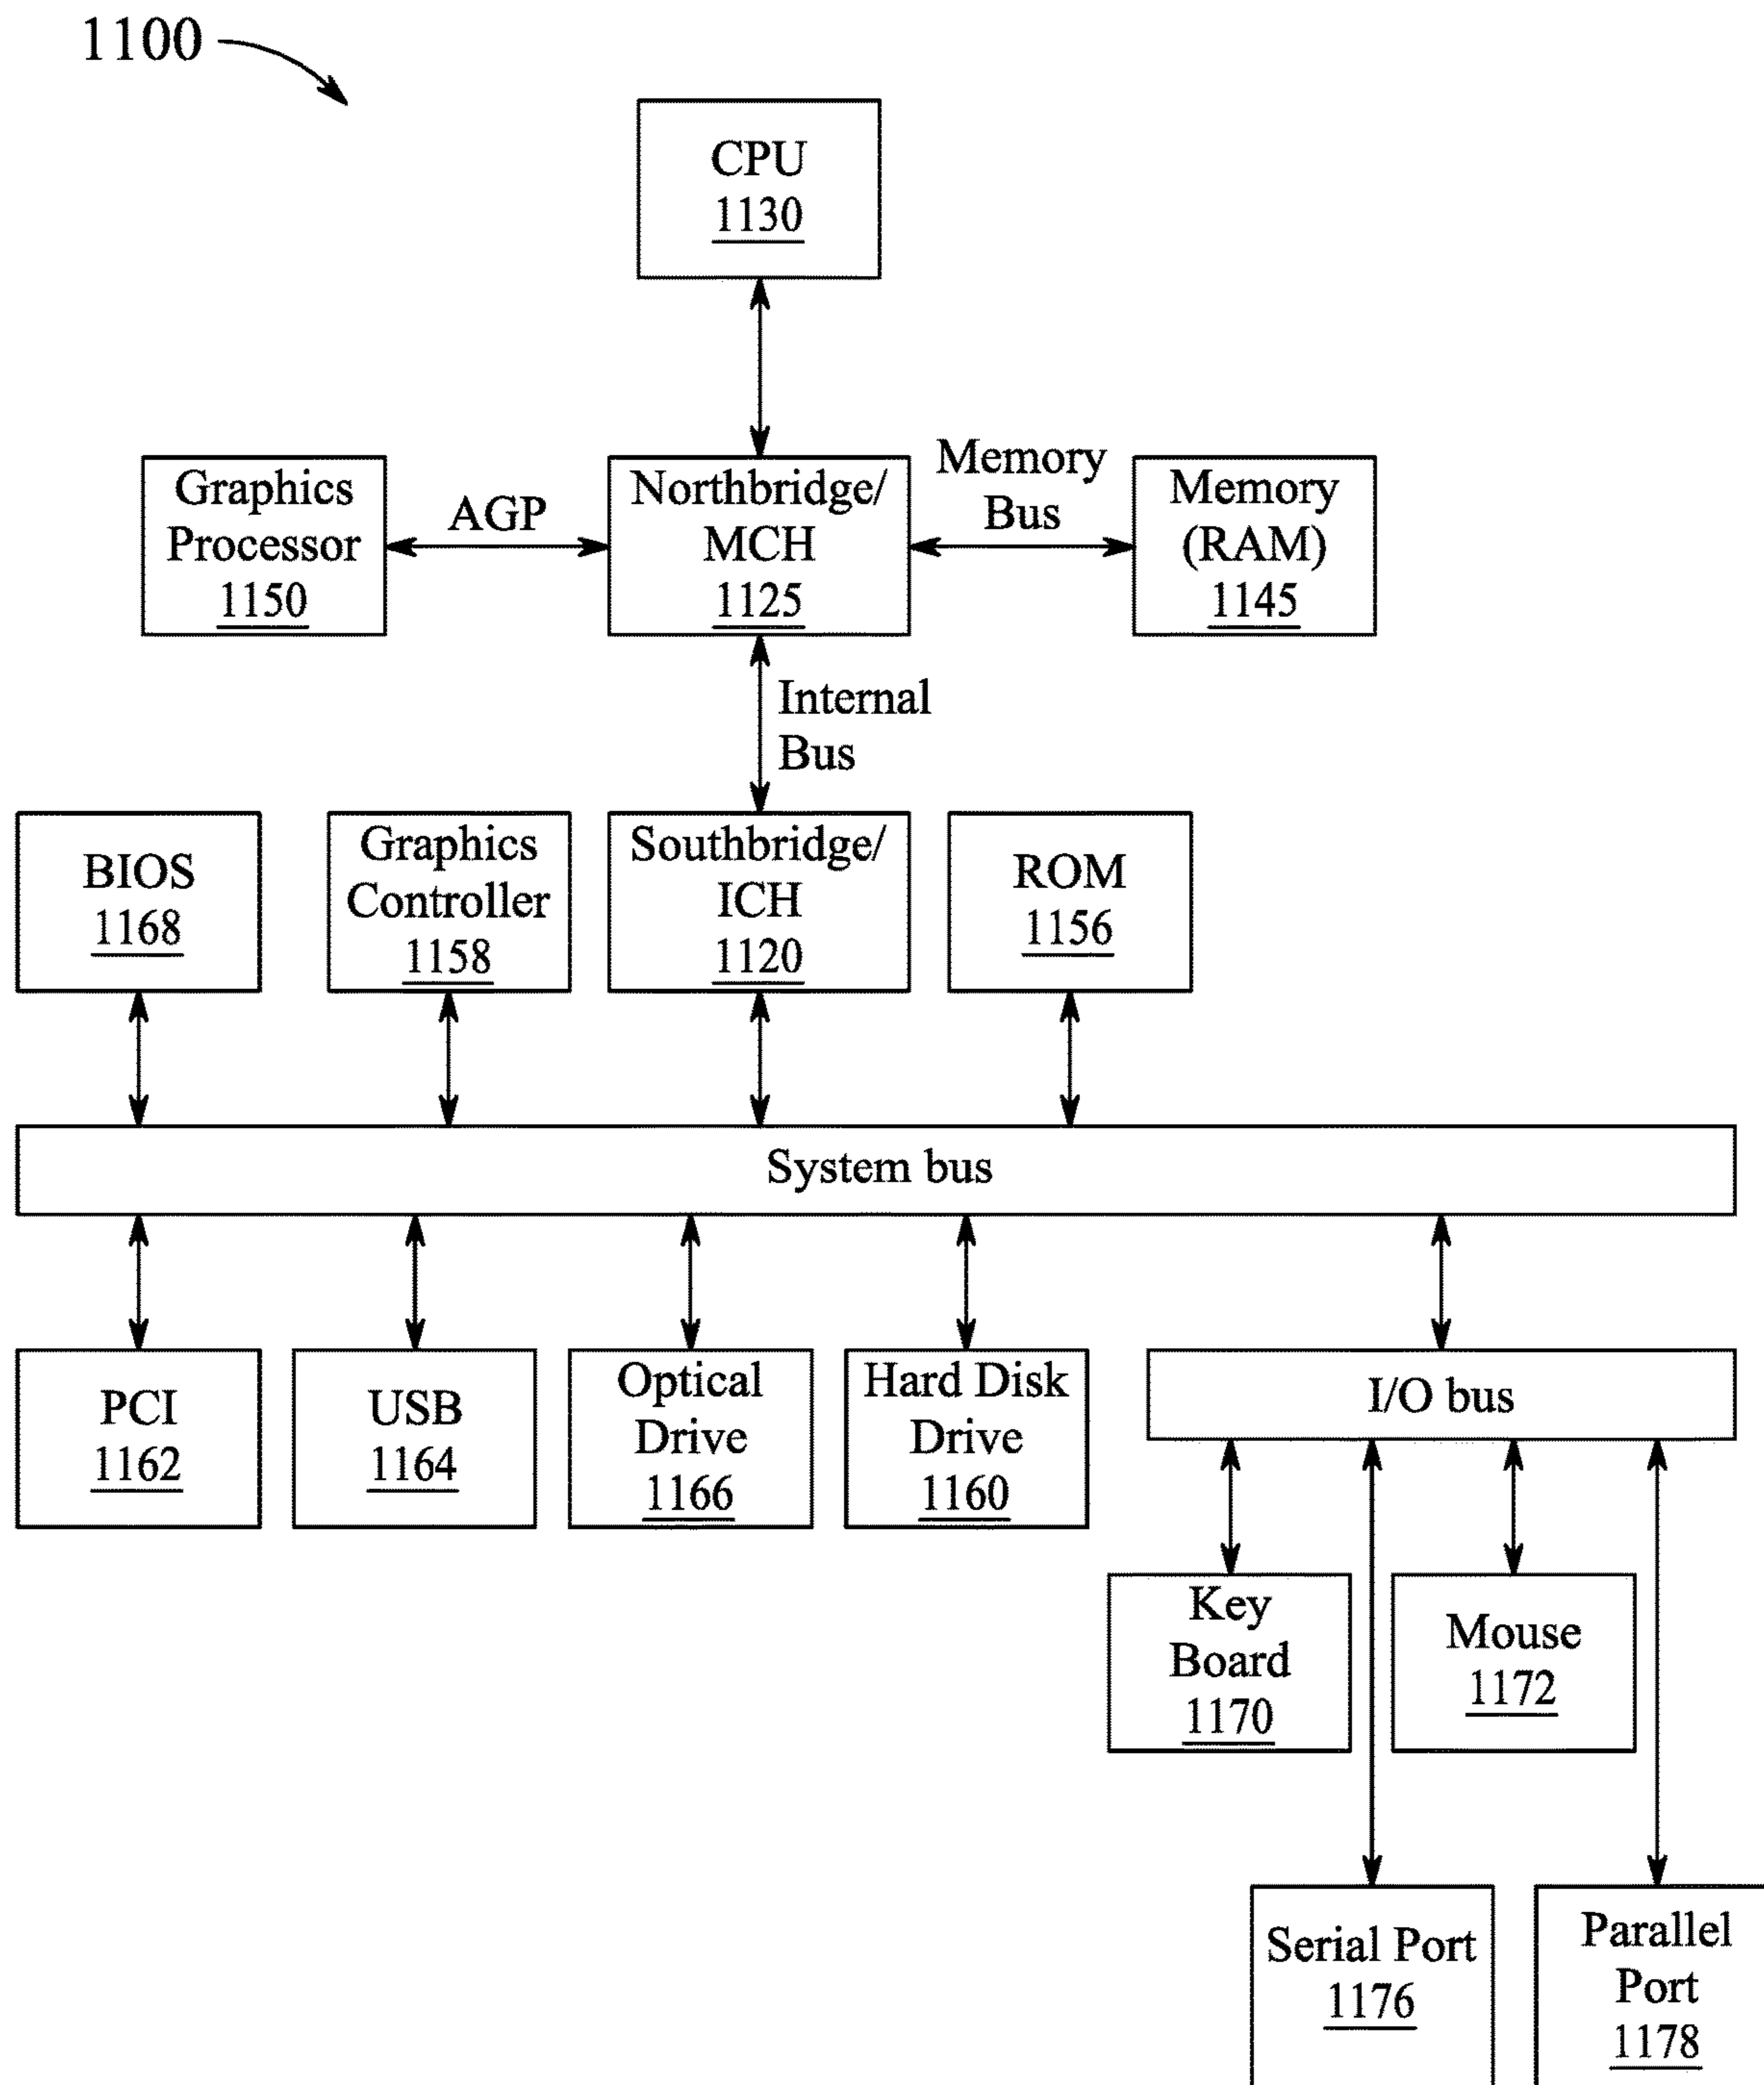 1100
CPU
1130
Graphics
Processor
1150
AGP
Northbridge/
MCH
1125
Memory
Bus
Memory
(RAM)
1145
Internal
Bus
BIOS
1168
Graphics
Controller
1158
Southbridge/
ICH
1120
ROM
1156
System bus
PCI
1162
USB
1164
Optical
Drive
1166
Hard Disk
Drive
1160
I/O bus
Key
Board
1170
Mouse
1172
Serial Port
1176
Parallel
Port
1178